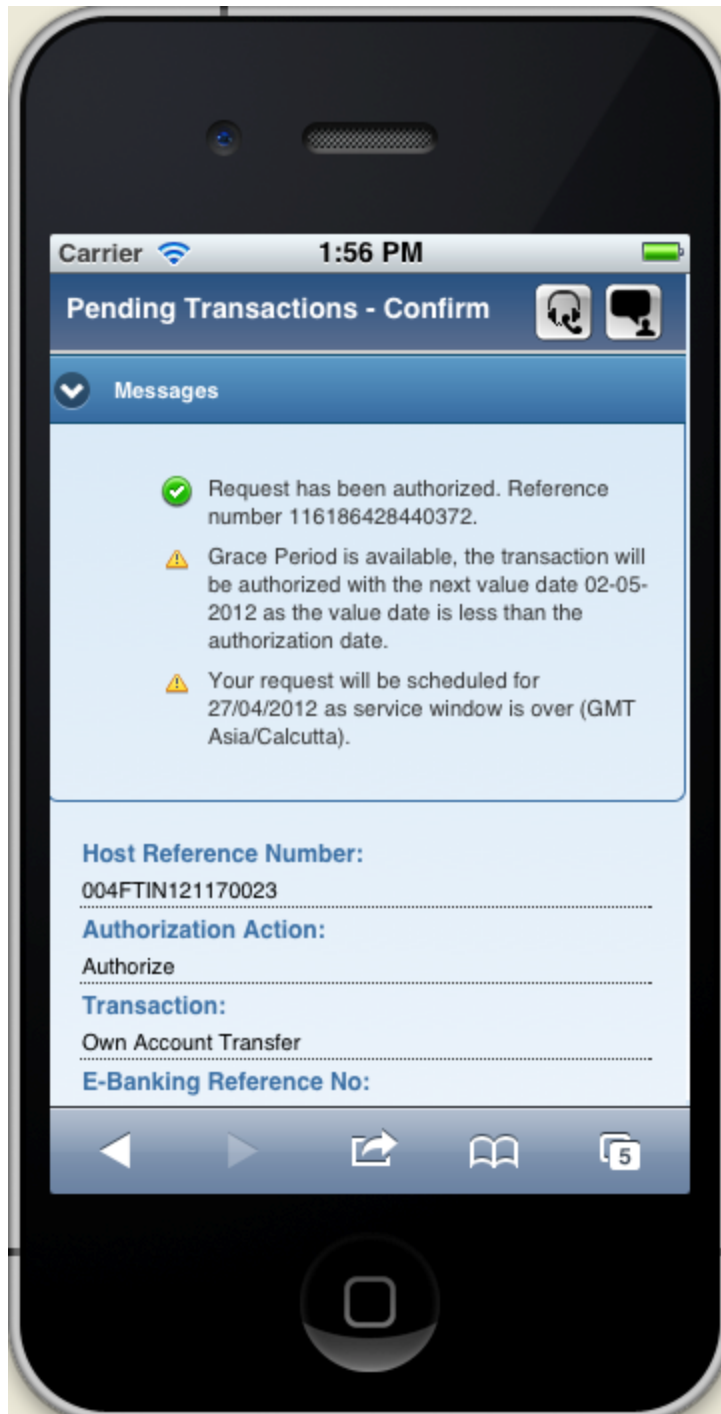 Carrier 1:56 PM
Pending Transactions - Confirm
Messages
Request has been authorized. Reference
number 116186428440372.
Grace Period is available, the transaction will
be authorized with the next value date 02-05-
2012 as the value date is less than the
authorization date.
Your request will be scheduled for
27/04/2012 as service window is over (GMT
Asia/Calcutta).
Host Reference Number:
004FTIN121170023
Authorization Action:
Authorize
Transaction:
Own Account Transfer
E-Banking Reference No:
5